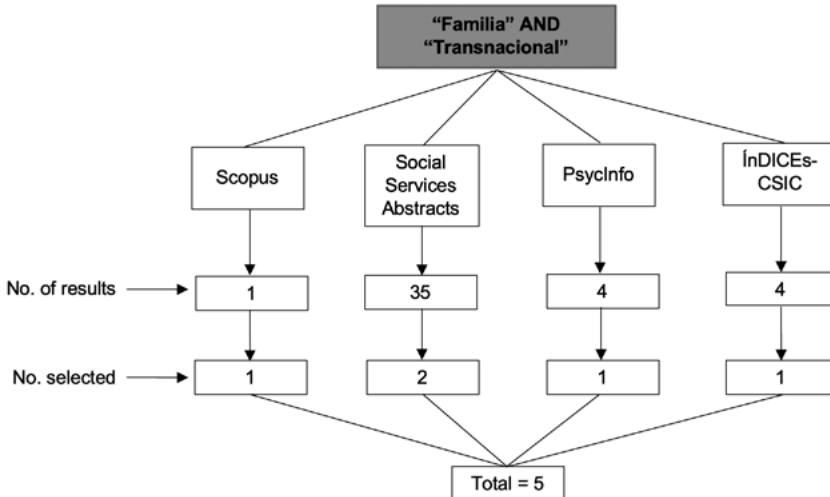 “Familia” AND
“Transnacional”
Scopus
Social
Services
Abstracts
PsycInfo
ÍnDICEs-
CSIC
No. of results
1
35
4
4
No. selected
1
2
1
1
Total = 5